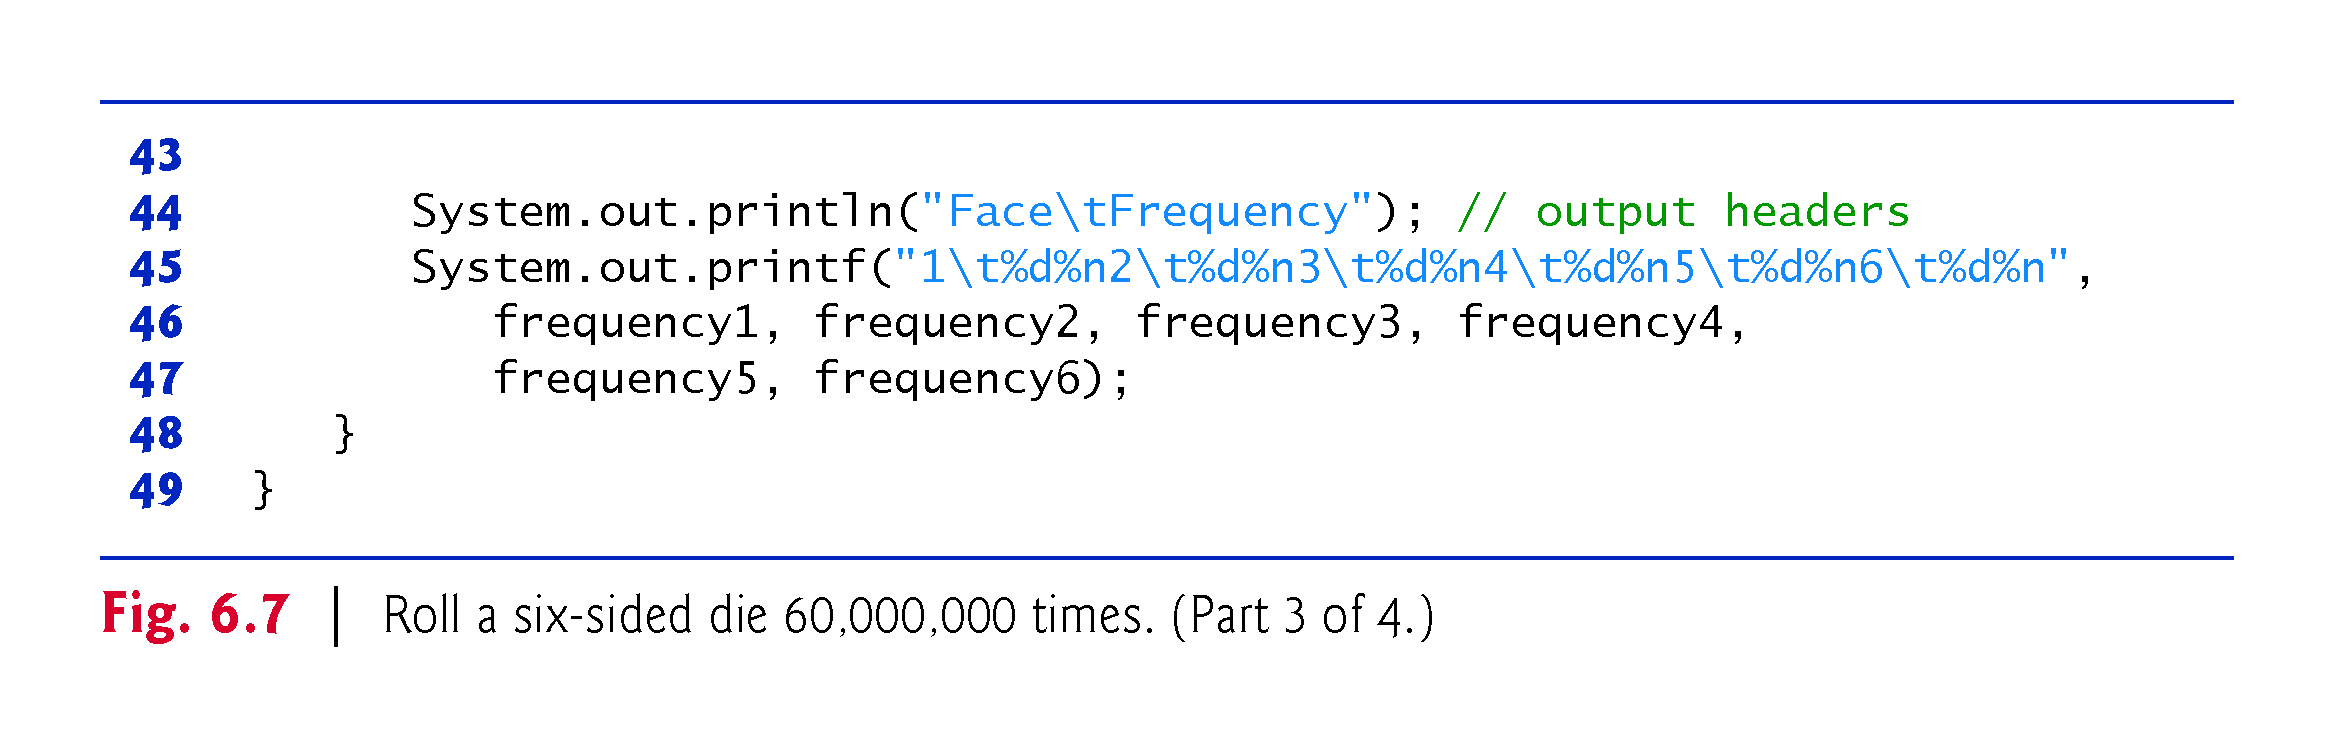 43
44 System.out.println("Face\tFrequency"); // output headers
45 System.out.printf("1\t%d%n2\t%d%n3\t%d%n4\t%d%n5\t%d%n6\t%d%n",
46 frequency1, frequency2, frequency3, frequency4,
47 frequency5, frequency6);
48 }
49 }
Fig. 6.7 | Roll a six-sided die 60,000,000 times. (Part 3 of 4.)